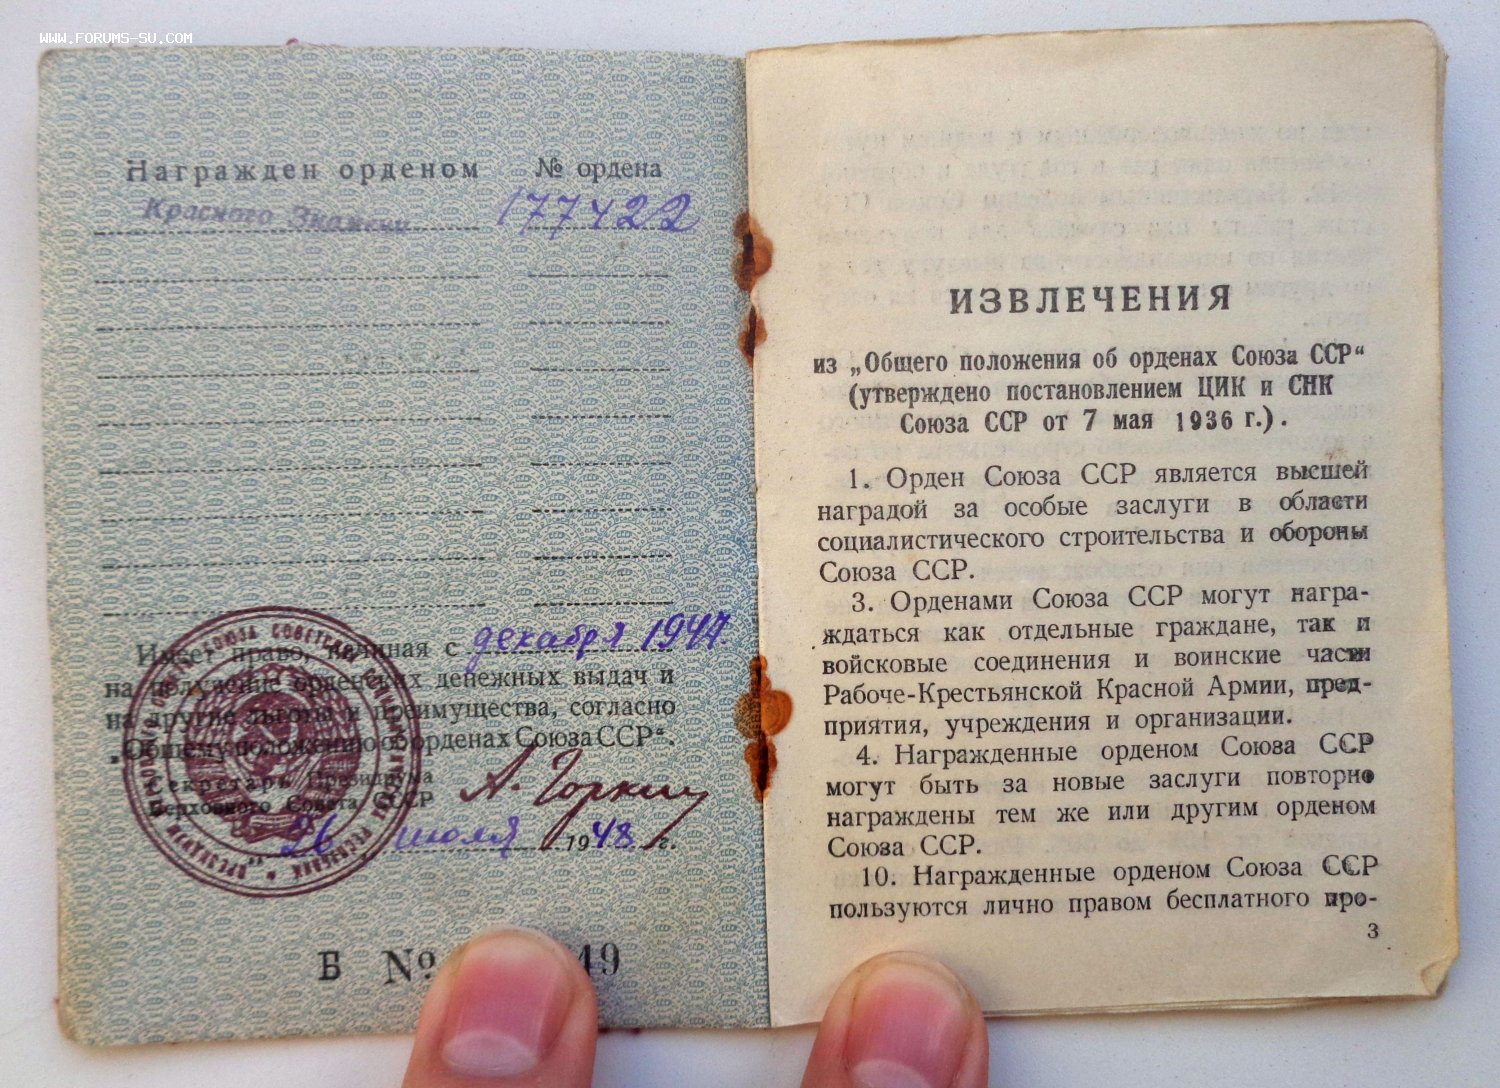 WWW.FORUMS-SU.COM
Награжден орденом № ордена
Красного Знамени 177422
Имеет право, начиная с декабря 1947
на получение орденских денежных выдач и
на другие льготы и преимущества, согласно
„Общему положению об орденах Союза ССР“.
Секретарь Президиума
Верховного Совета СССР А. Горкин
26 июля 1948 г.
Б № 49
ИЗВЛЕЧЕНИЯ
из „Общего положения об орденах Союза ССР“
(утверждено постановлением ЦИК и СНК
Союза ССР от 7 мая 1936 г.).
1. Орден Союза ССР является высшей
наградой за особые заслуги в области
социалистического строительства и обороны
Союза ССР.
3. Орденами Союза ССР могут награ-
ждаться как отдельные граждане, так и
войсковые соединения и воинские части
Рабоче-Крестьянской Красной Армии, пред-
приятия, учреждения и организации.
4. Награжденные орденом Союза ССР
могут быть за новые заслуги повторно
награждены тем же или другим орденом
Союза ССР.
10. Награжденные орденом Союза ССР
пользуются лично правом бесплатного про-
3